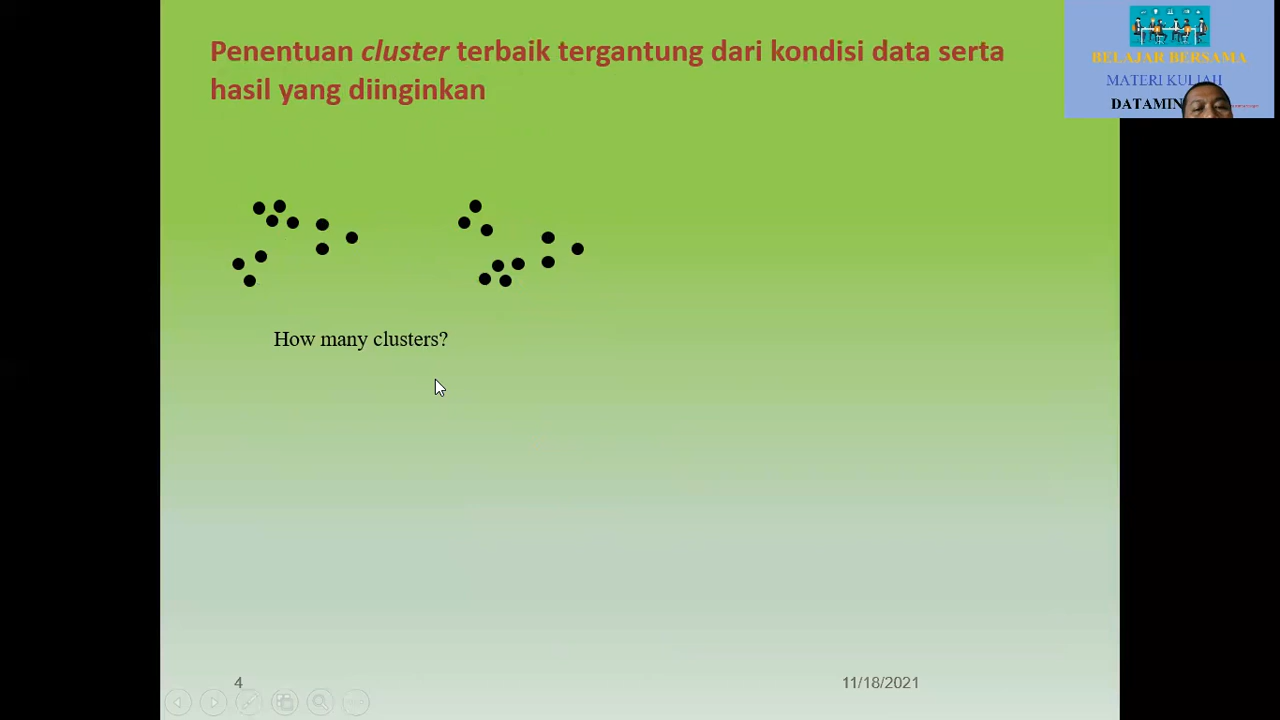 Penentuan cluster terbaik tergantung dari kondisi data serta
hasil yang diinginkan
BELAJAR BERSAMA
MATERI KULIAH
DATAMIN
How many clusters?
4
11/18/2021